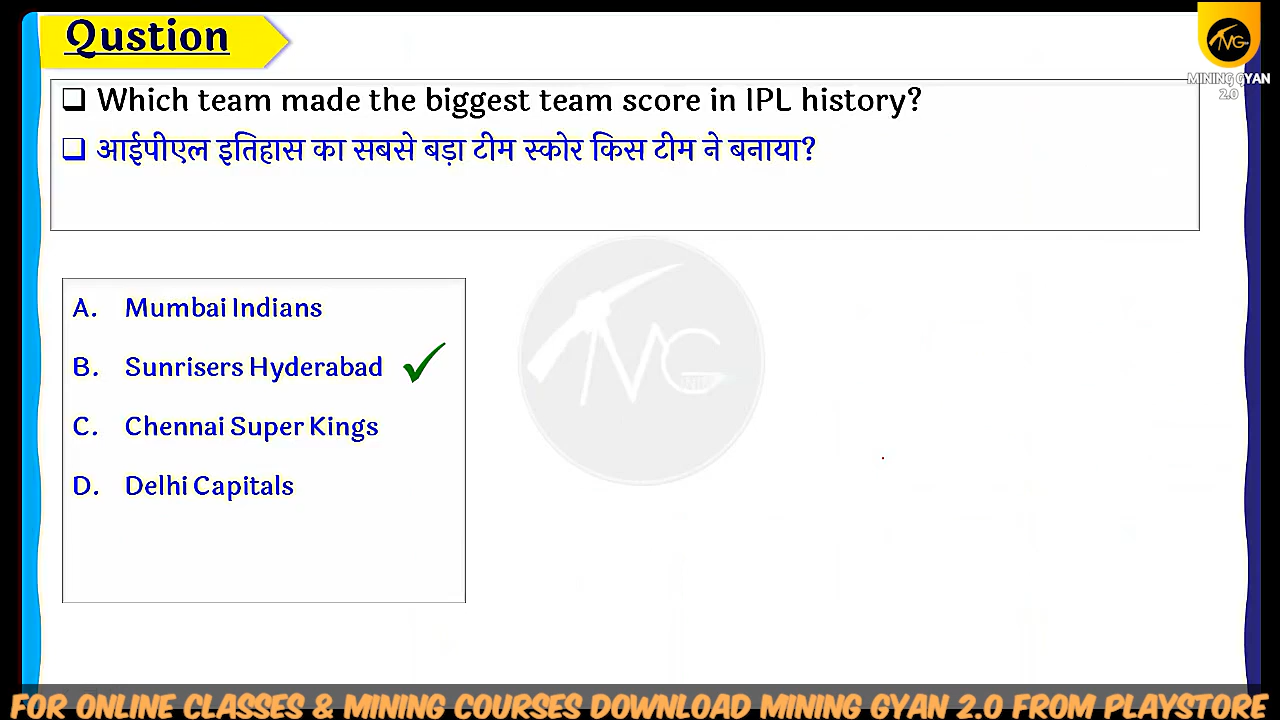 Qustion
MINING GYAN
2.0
Which team made the biggest team score in IPL history?
आईपीएल इतिहास का सबसे बड़ा टीम स्कोर किस टीम ने बनाया?
A. Mumbai Indians
B. Sunrisers Hyderabad
C. Chennai Super Kings
D. Delhi Capitals
FOR ONLINE CLASSES & MINING COURSES DOWNLOAD MINING GYAN 2.0 FROM PLAYSTORE